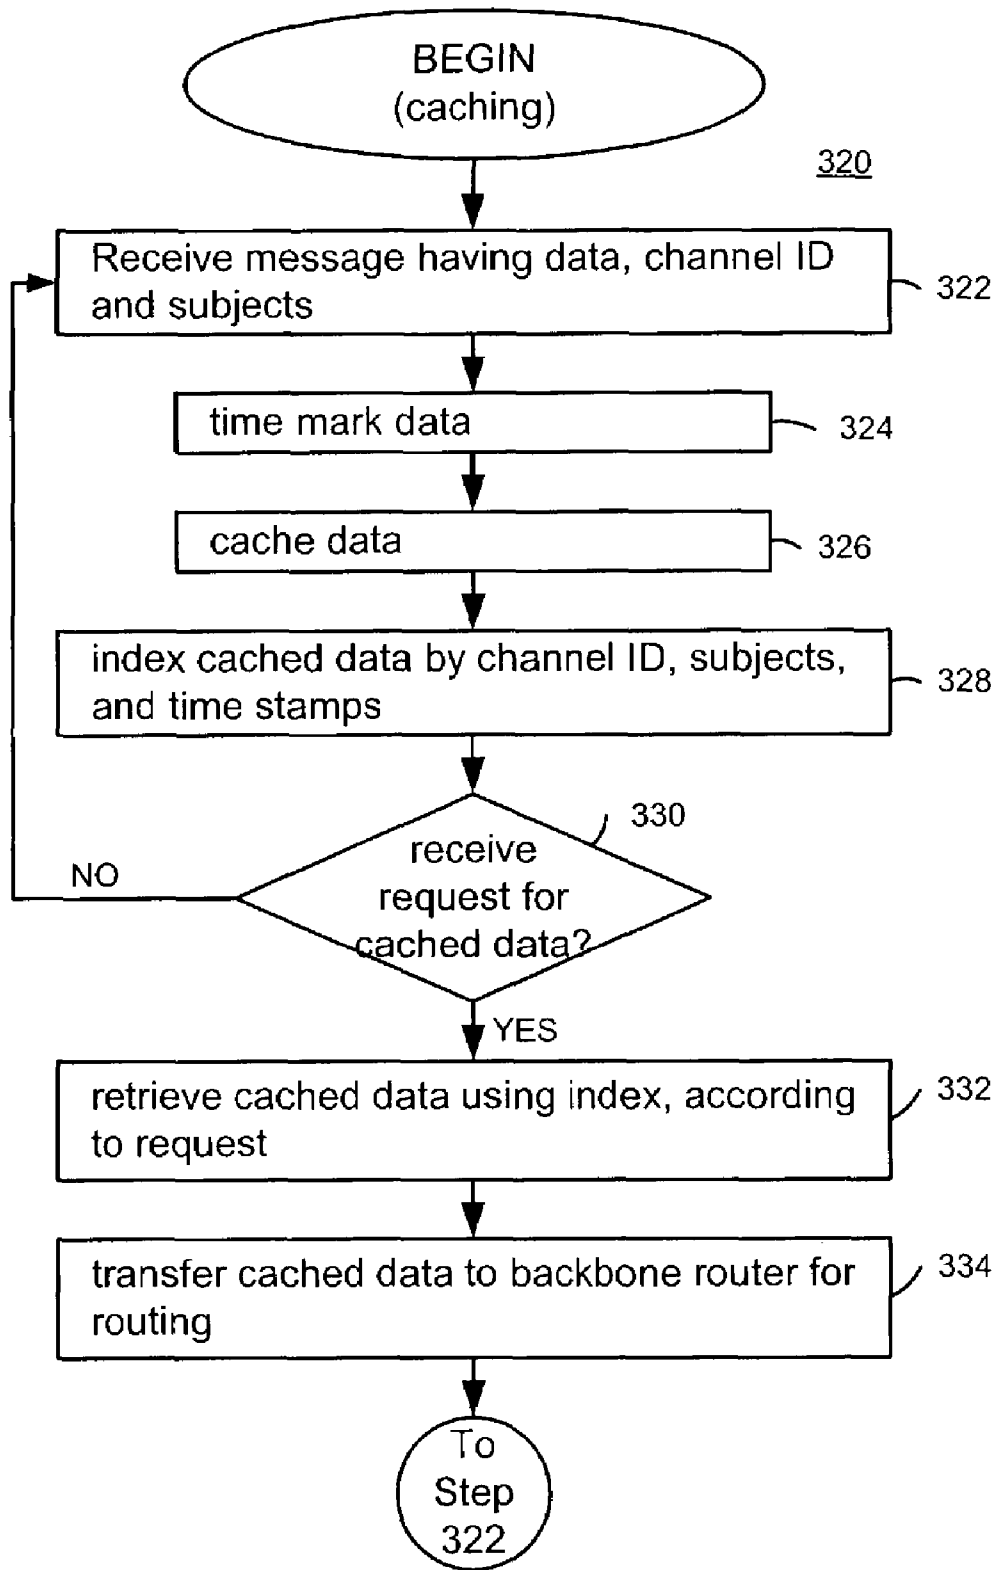 BEGIN
(caching)
320
Receive message having data, channel ID
and subjects
322
time mark data
324
cache data
326
index cached data by channel ID, subjects,
and time stamps
328
330
receive
request for
cached data?
NO
YES
retrieve cached data using index, according
to request
332
transfer cached data to backbone router for
routing
334
To
Step
322